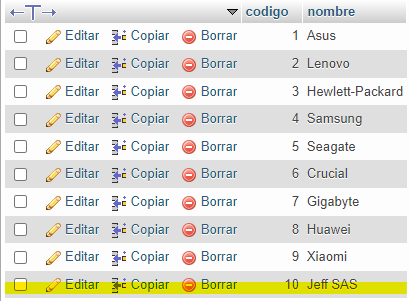 codigo nombre
Editar Copiar Borrar 1 Asus
Editar Copiar Borrar 2 Lenovo
Editar Copiar Borrar 3 Hewlett-Packard
Editar Copiar Borrar 4 Samsung
Editar Copiar Borrar 5 Seagate
Editar Copiar Borrar 6 Crucial
Editar Copiar Borrar 7 Gigabyte
Editar Copiar Borrar 8 Huawei
Editar Copiar Borrar 9 Xiaomi
Editar Copiar Borrar 10 Jeff SAS